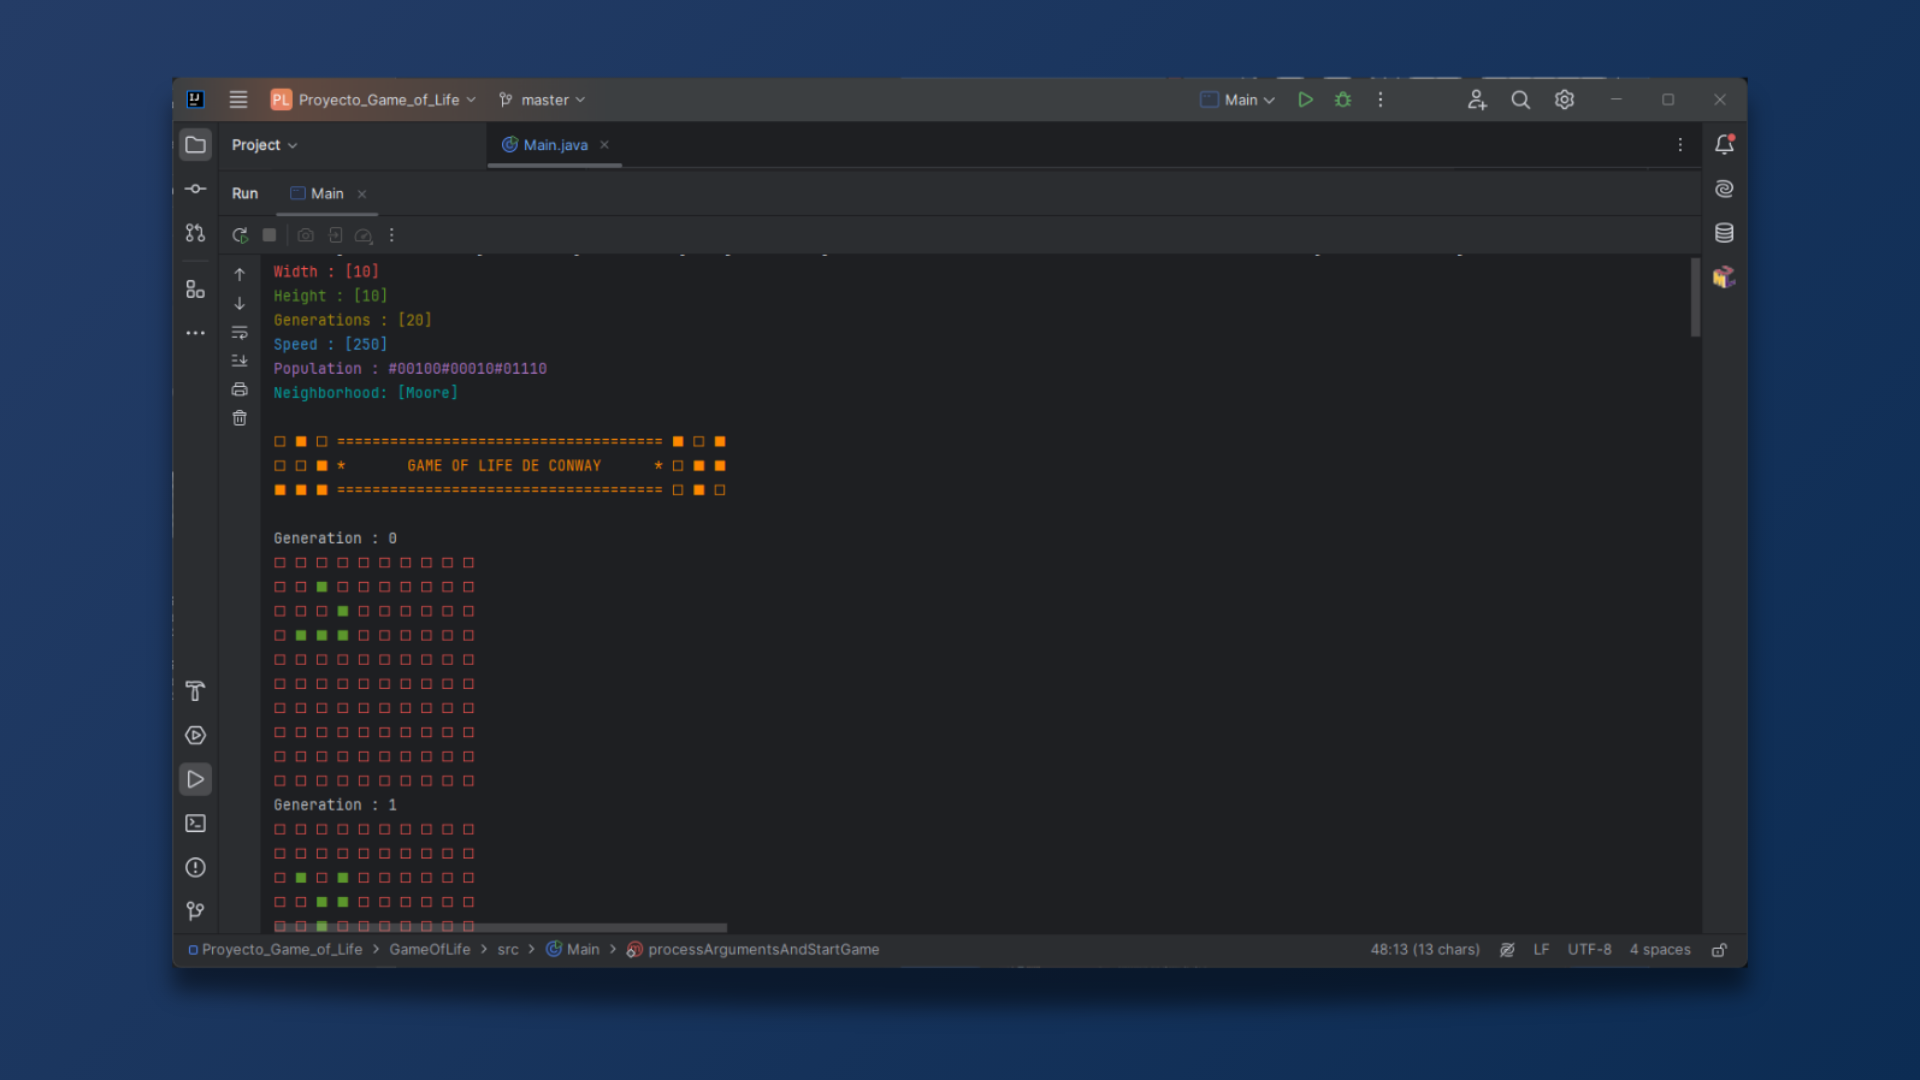 PL Proyecto_Game_of_Life master Main
Project Main.java
Run Main
Width : [10]
Height : [10]
Generations : [20]
Speed : [250]
Population : #00100#00010#01110
Neighborhood: [Moore]
□ ■ □ ===================================== ■ □ ■
□ □ ■ * GAME OF LIFE DE CONWAY * □ ■ ■
■ ■ ■ ===================================== □ ■ □
Generation : 0
□ □ □ □ □ □ □ □ □ □
□ □ ■ □ □ □ □ □ □ □
□ □ □ ■ □ □ □ □ □ □
□ ■ ■ ■ □ □ □ □ □ □
□ □ □ □ □ □ □ □ □ □
□ □ □ □ □ □ □ □ □ □
□ □ □ □ □ □ □ □ □ □
□ □ □ □ □ □ □ □ □ □
□ □ □ □ □ □ □ □ □ □
□ □ □ □ □ □ □ □ □ □
Generation : 1
□ □ □ □ □ □ □ □ □ □
□ □ □ □ □ □ □ □ □ □
□ ■ □ ■ □ □ □ □ □ □
□ □ ■ ■ □ □ □ □ □ □
□ □ ■ □ □ □ □ □ □ □
Proyecto_Game_of_Life > GameOfLife > src > Main > processArgumentsAndStartGame 48:13 (13 chars) LF UTF-8 4 spaces